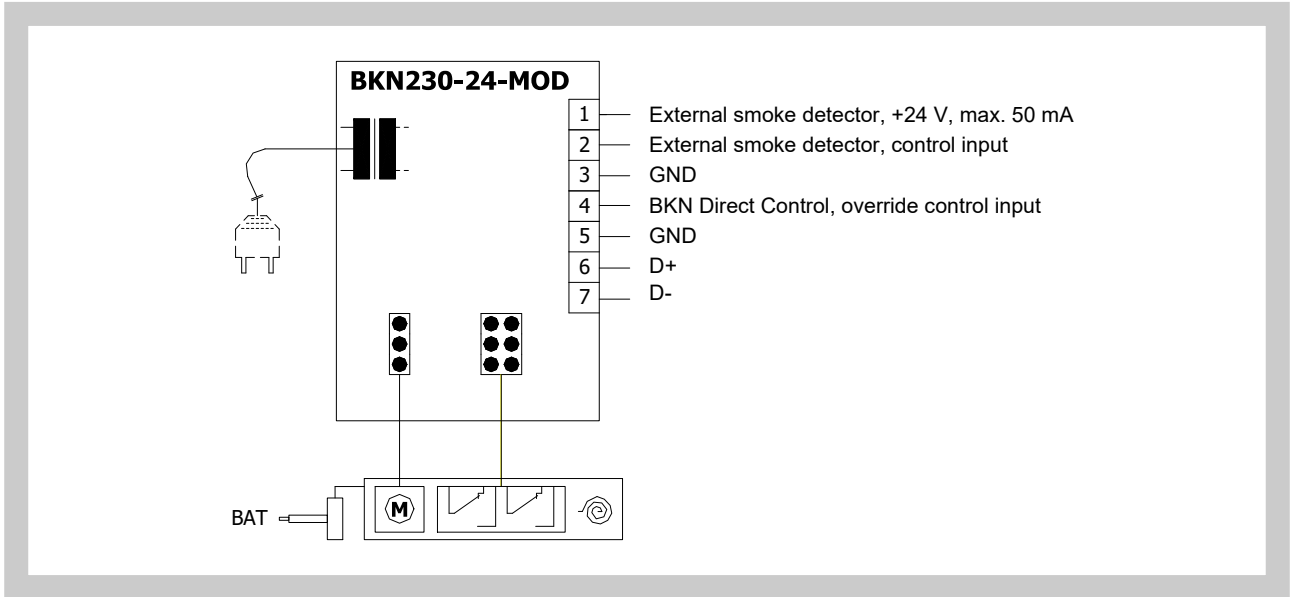 BKN230-24-MOD
1 External smoke detector, +24 V, max. 50 mA
2 External smoke detector, control input
3 GND
4 BKN Direct Control, override control input
5 GND
6 D+
7 D-
BAT M